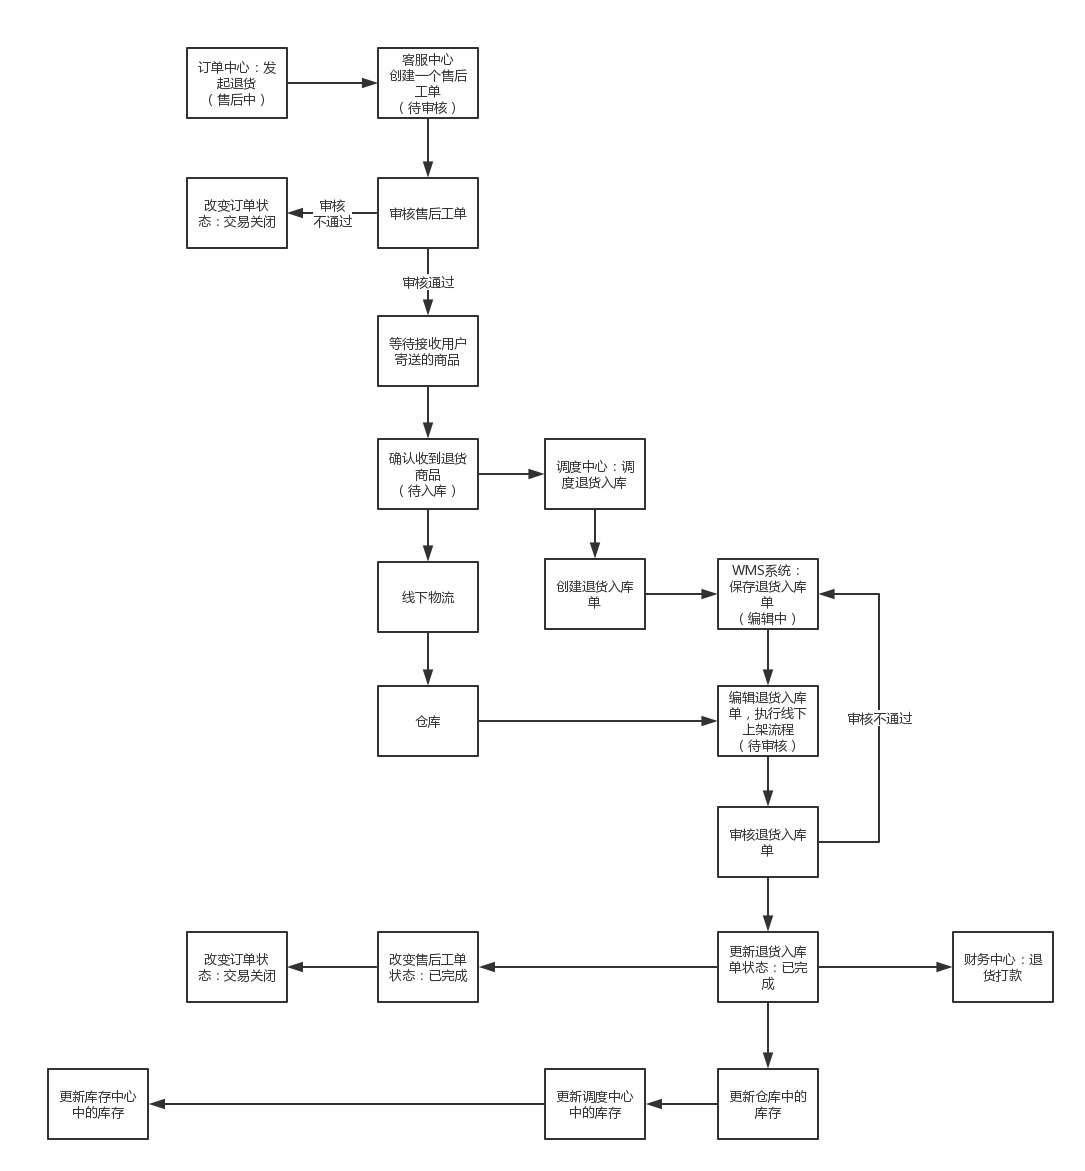 订单中心：发
起退货
（售后中）
客服中心
创建一个售后
工单
（待审核）
改变订单状
态：交易关闭
审核
不通过
审核售后工单
审核通过
等待接收用户
寄送的商品
确认收到退货
商品
（待入库）
调度中心：调
度退货入库
线下物流
创建退货入库
单
WMS系统：
保存退货入库
单
（编辑中）
仓库
编辑退货入库
单，执行线下
上架流程
（待审核）
审核不通过
审核退货入库
单
改变订单状
态：交易关闭
改变售后工单
状态：已完成
更新退货入库
单状态：已完
成
财务中心：退
货打款
更新库存中心
中的库存
更新调度中心
中的库存
更新仓库中的
库存